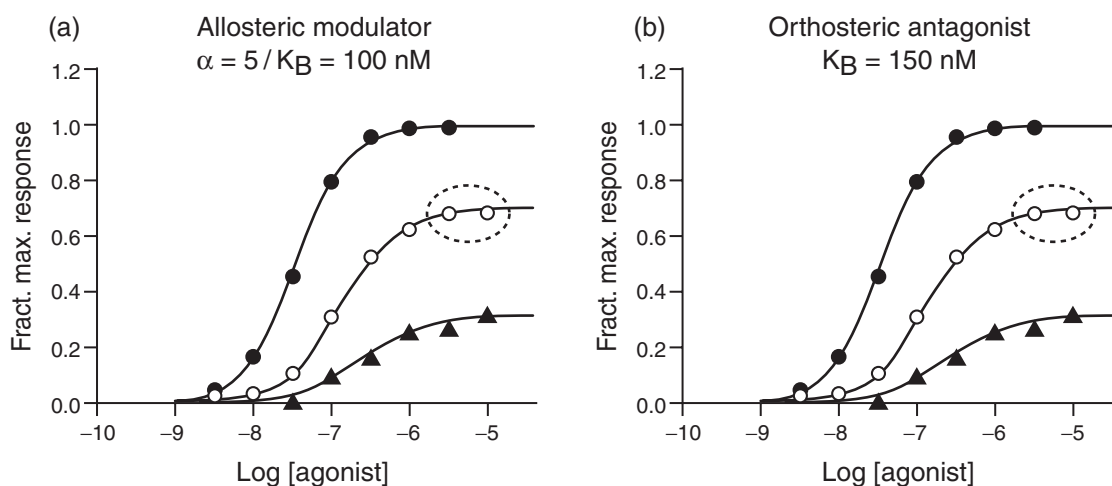 (a)
Allosteric modulator
α = 5 / KB = 100 nM
Fract. max. response
1.2
1.0
0.8
0.6
0.4
0.2
0.0
–10
–9
–8
–7
–6
–5
Log [agonist]
(b)
Orthosteric antagonist
KB = 150 nM
Fract. max. response
1.2
1.0
0.8
0.6
0.4
0.2
0.0
–10
–9
–8
–7
–6
–5
Log [agonist]